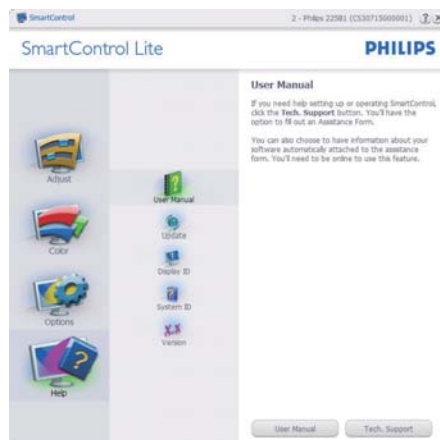 SmartControl
2 - Philips 225B1 (CS30715000001)
SmartControl Lite
PHILIPS
User Manual
If you need help setting up or operating SmartControl,
click the Tech. Support button. You'll have the
option to fill out an Assistance Form.
You can also choose to have information about your
software automatically attached to the assistance
form. You'll need to be online to use this feature.
Adjust
Color
Options
Help
User Manual
Update
Display ID
System ID
X.X
Version
User Manual
Tech. Support